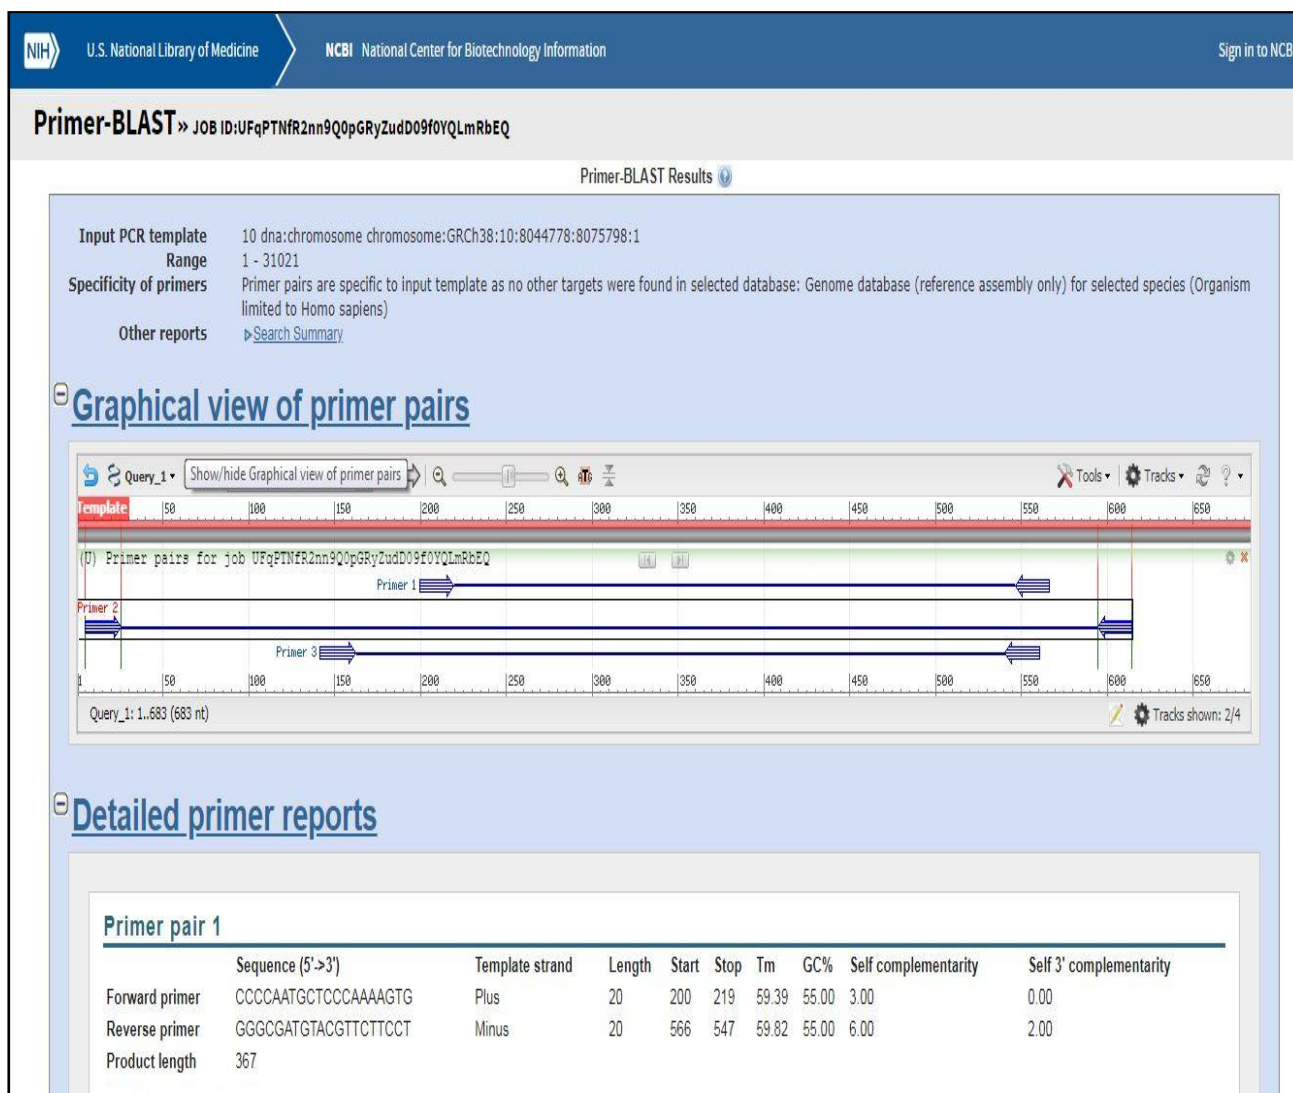 NIH U.S. National Library of Medicine NCBI National Center for Biotechnology Information Sign in to NCB
Primer-BLAST » JOB ID:UFqPTNfR2nn9Q0pGRyZudD09f0YQLmRbEQ
Primer-BLAST Results
Input PCR template 10 dna:chromosome chromosome:GRCh38:10:8044778:8075798:1
Range 1 - 31021
Specificity of primers Primer pairs are specific to input template as no other targets were found in selected database: Genome database (reference assembly only) for selected species (Organism
limited to Homo sapiens)
Other reports Search Summary
Graphical view of primer pairs
Query_1 Show/hide Graphical view of primer pairs ATG Tools Tracks ?
Template 50 100 150 200 250 300 350 400 450 500 550 600 650
(U) Primer pairs for job UFqPTNfR2nn9Q0pGRyZudD09f0YQLmRbEQ
Primer 1
Primer 2
Primer 3
1 50 100 150 200 250 300 350 400 450 500 550 600 650
Query_1: 1..683 (683 nt) Tracks shown: 2/4
Detailed primer reports
Primer pair 1
Sequence (5'->3') Template strand Length Start Stop Tm GC% Self complementarity Self 3' complementarity
Forward primer CCCCAATGCTCCCAAAAGTG Plus 20 200 219 59.39 55.00 3.00 0.00
Reverse primer GGGCGATGTACGTTCTTCCT Minus 20 566 547 59.82 55.00 6.00 2.00
Product length 367